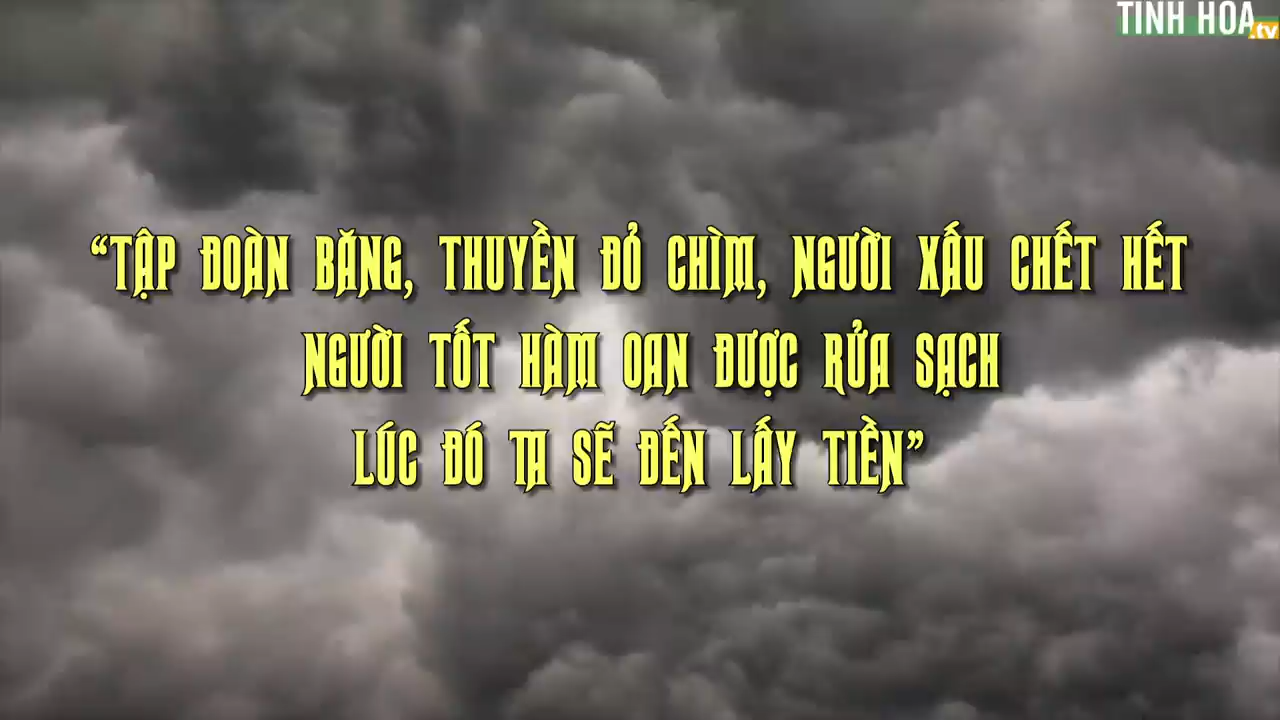 TINH HOA
.tv
“TẬP ĐOÀN BĂNG, THUYỀN ĐỎ CHÌM, NGƯỜI XẤU CHẾT HẾT
NGƯỜI TỐT HÀM OAN ĐƯỢC RỬA SẠCH
LÚC ĐÓ TA SẼ ĐẾN LẤY TIỀN”